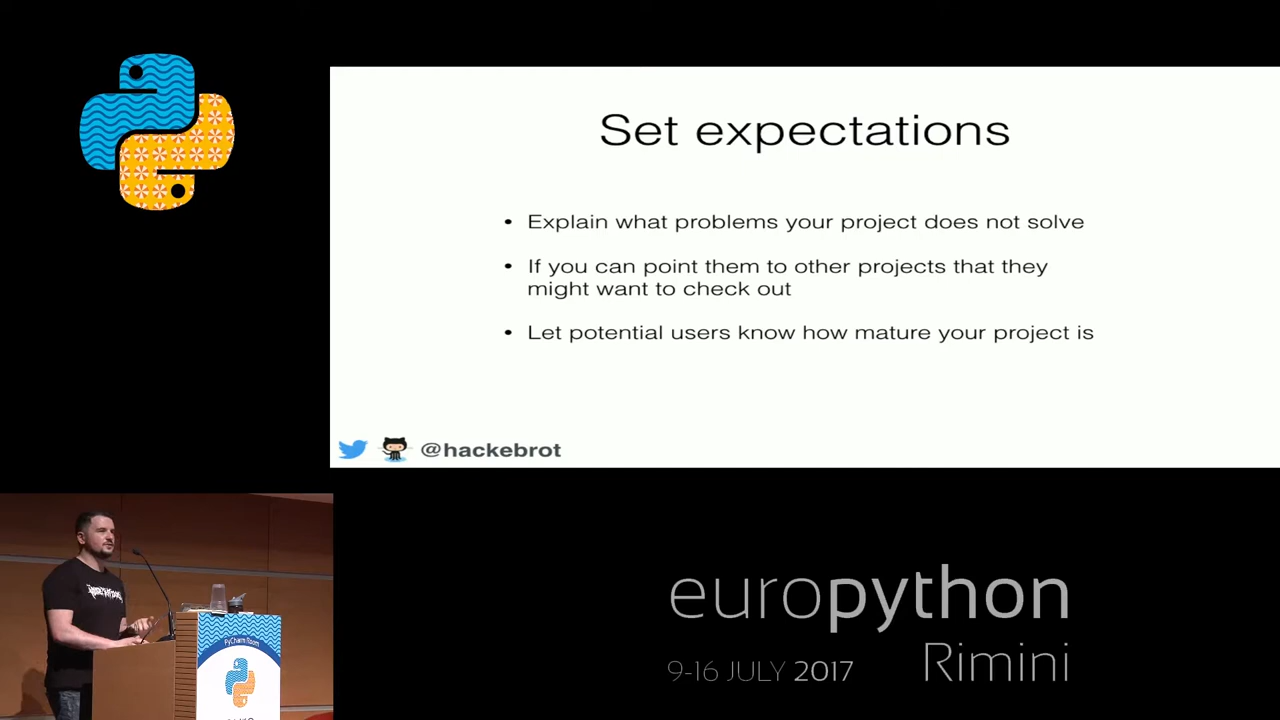 Set expectations
• Explain what problems your project does not solve
• If you can point them to other projects that they
might want to check out
• Let potential users know how mature your project is
@hackebrot
PyCharm Room
europython
Rimini
9-16 JULY 2017